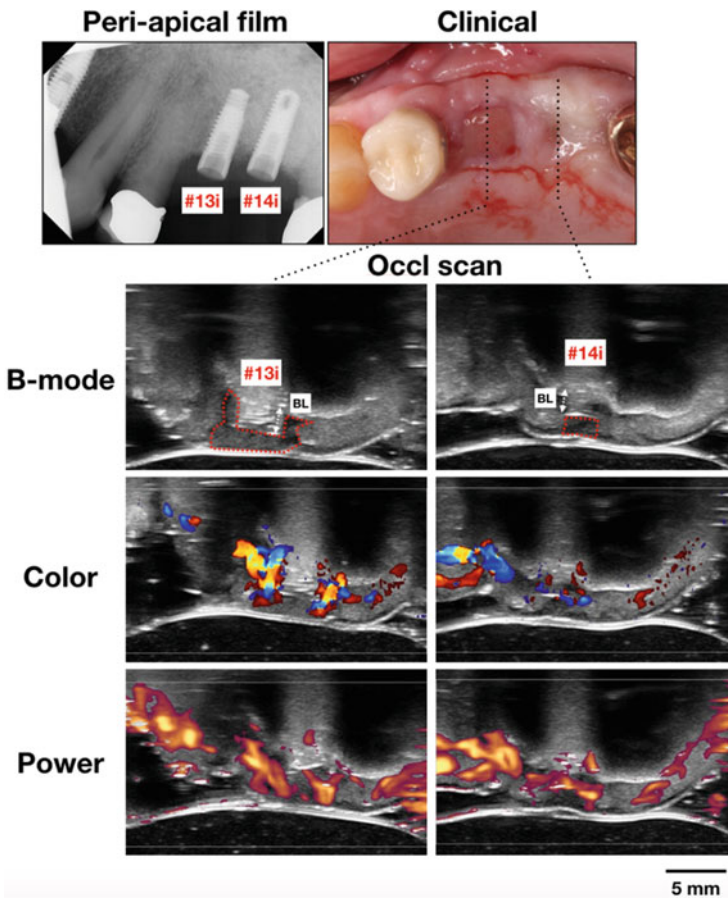 Peri-apical film
Clinical
#13i
#14i
Occl scan
B-mode
#13i
BL
#14i
BL
Color
Power
5 mm